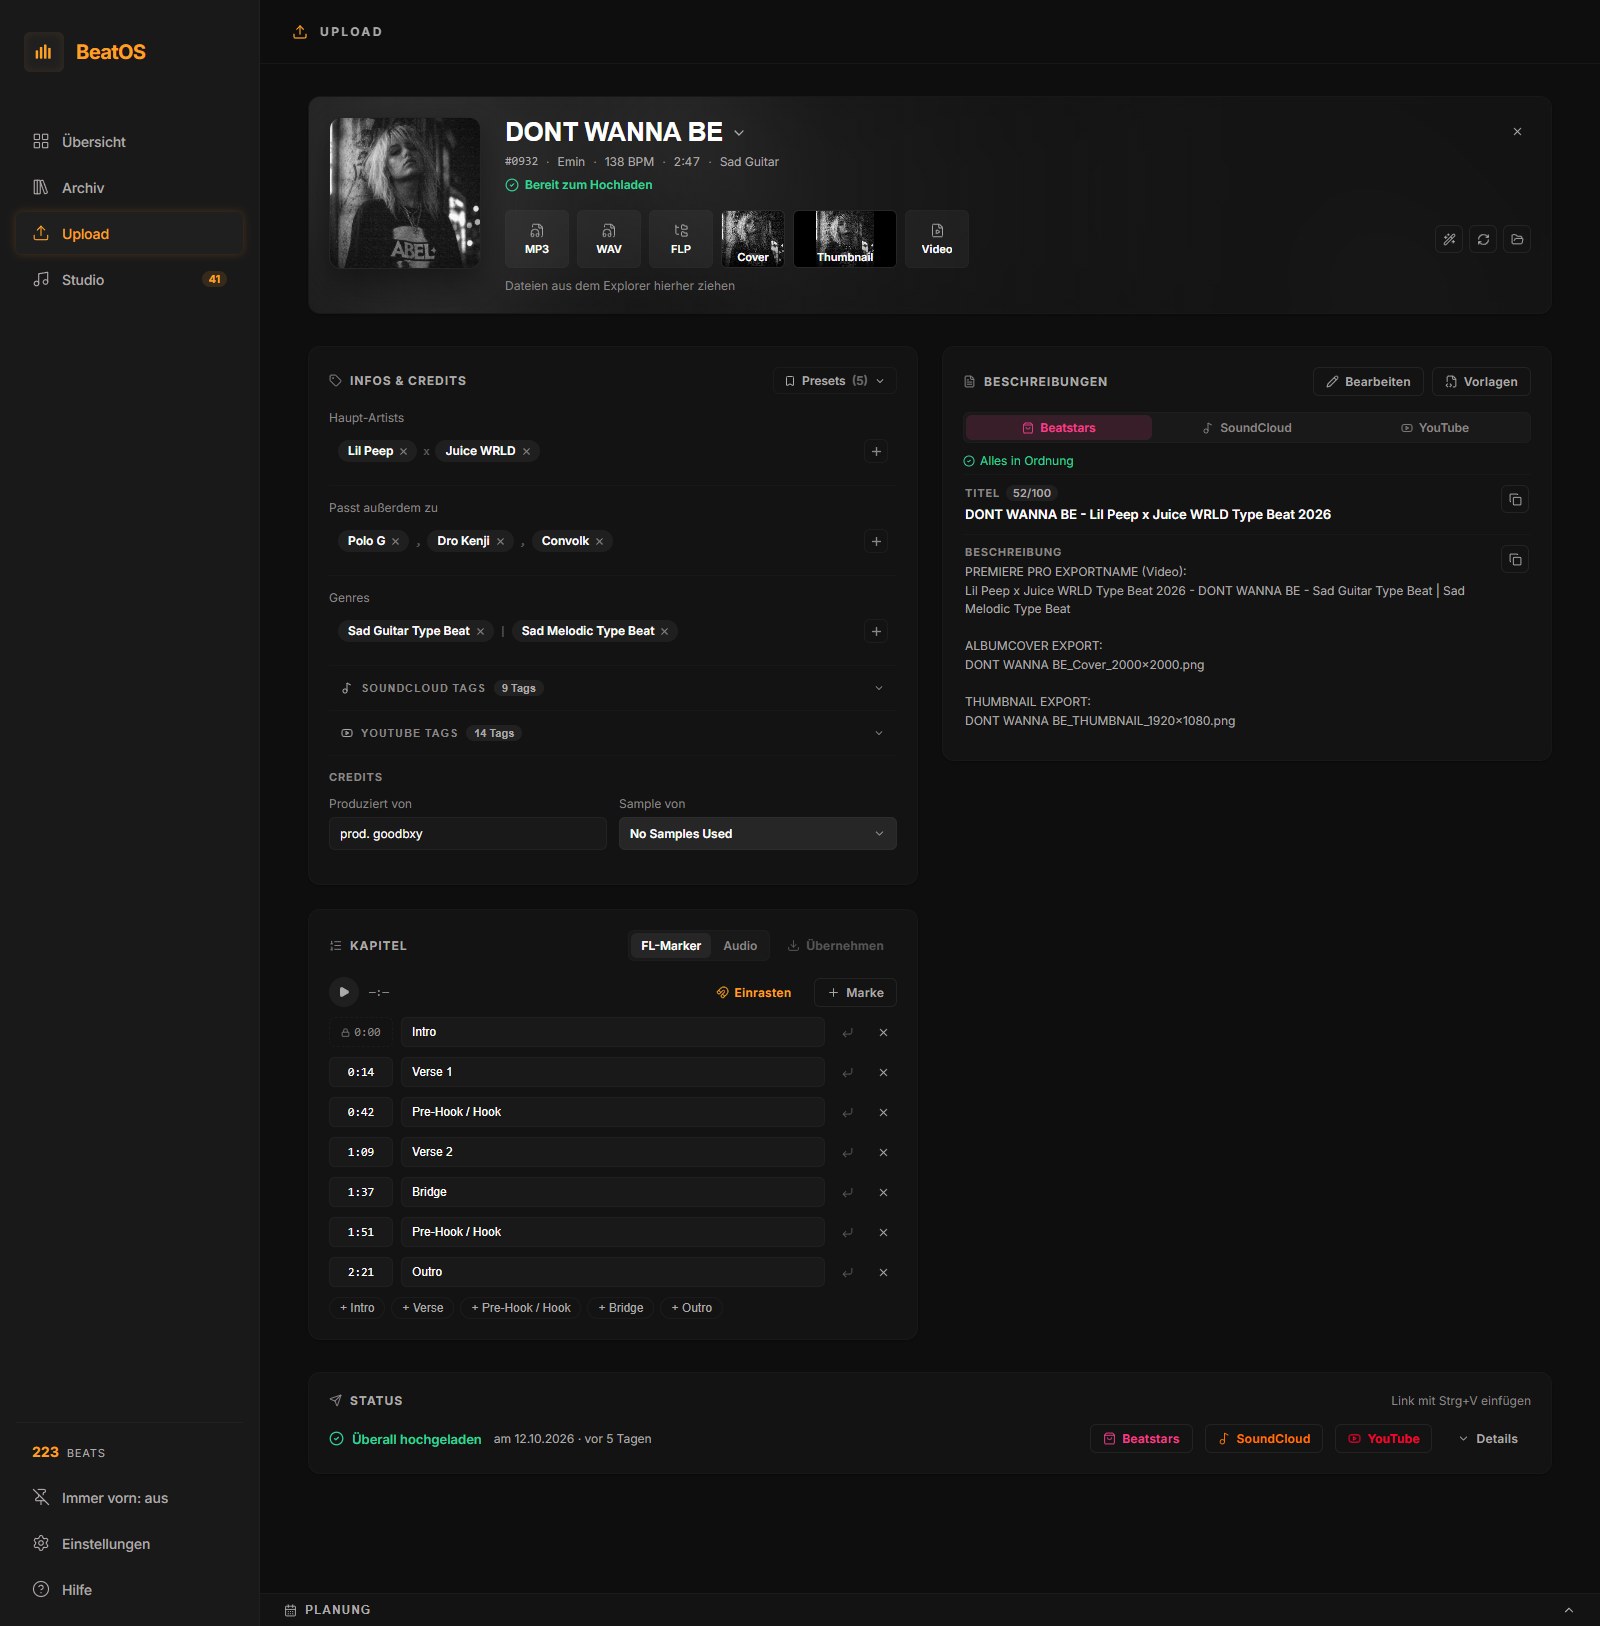 BeatOS
Übersicht
Archiv
Upload
Studio 41
223 BEATS
Immer vorn: aus
Einstellungen
Hilfe
UPLOAD
DONT WANNA BE
#0932 · Emin · 138 BPM · 2:47 · Sad Guitar
Bereit zum Hochladen
ABEL
MP3 WAV FLP Cover Thumbnail Video
Dateien aus dem Explorer hierher ziehen
INFOS & CREDITS Presets (5)
Haupt-Artists
Lil Peep × x Juice WRLD ×
Passt außerdem zu
Polo G × , Dro Kenji × , Convolk ×
Genres
Sad Guitar Type Beat × | Sad Melodic Type Beat ×
SOUNDCLOUD TAGS 9 Tags
YOUTUBE TAGS 14 Tags
CREDITS
Produziert von Sample von
prod. goodbxy No Samples Used
BESCHREIBUNGEN Bearbeiten Vorlagen
Beatstars SoundCloud YouTube
Alles in Ordnung
TITEL 52/100
DONT WANNA BE - Lil Peep x Juice WRLD Type Beat 2026
BESCHREIBUNG
PREMIERE PRO EXPORTNAME (Video):
Lil Peep x Juice WRLD Type Beat 2026 - DONT WANNA BE - Sad Guitar Type Beat | Sad
Melodic Type Beat
ALBUMCOVER EXPORT:
DONT WANNA BE_Cover_2000×2000.png
THUMBNAIL EXPORT:
DONT WANNA BE_THUMBNAIL_1920×1080.png
KAPITEL FL-Marker Audio Übernehmen
–:– Einrasten + Marke
0:00 Intro
0:14 Verse 1
0:42 Pre-Hook / Hook
1:09 Verse 2
1:37 Bridge
1:51 Pre-Hook / Hook
2:21 Outro
+ Intro + Verse + Pre-Hook / Hook + Bridge + Outro
STATUS Link mit Strg+V einfügen
Überall hochgeladen am 12.10.2026 · vor 5 Tagen Beatstars SoundCloud YouTube Details
PLANUNG